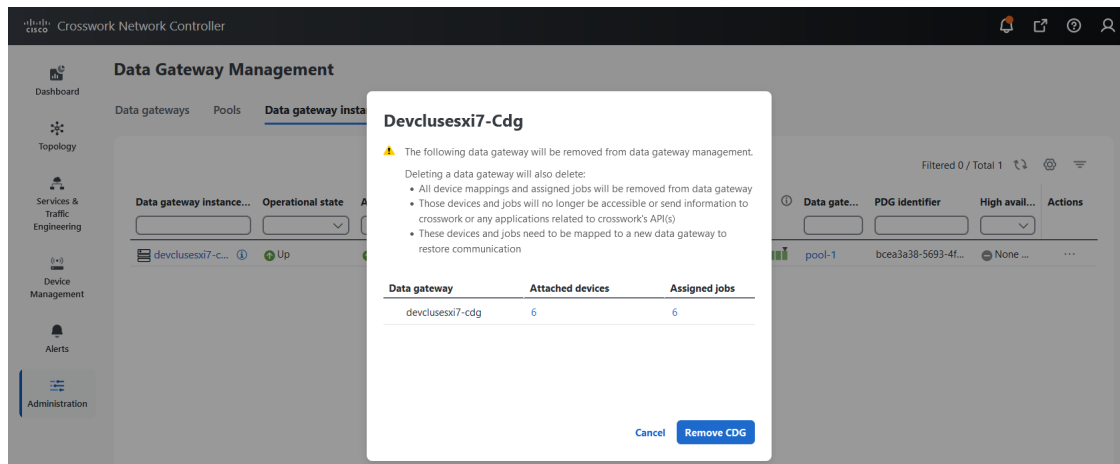 cisco Crosswork Network Controller
Dashboard
Topology
Services &
Traffic
Engineering
Device
Management
Alerts
Administration
Data Gateway Management
Data gateways Pools Data gateway insta
Filtered 0 / Total 1
Data gateway instance... Operational state A Data gate... PDG identifier High avail... Actions
devclusesxi7-c... Up pool-1 bcea3a38-5693-4f... None ... ...
Devclusesxi7-Cdg
The following data gateway will be removed from data gateway management.
Deleting a data gateway will also delete:
• All device mappings and assigned jobs will be removed from data gateway
• Those devices and jobs will no longer be accessible or send information to
crosswork or any applications related to crosswork's API(s)
• These devices and jobs need to be mapped to a new data gateway to
restore communication
Data gateway Attached devices Assigned jobs
devclusesxi7-cdg 6 6
Cancel Remove CDG